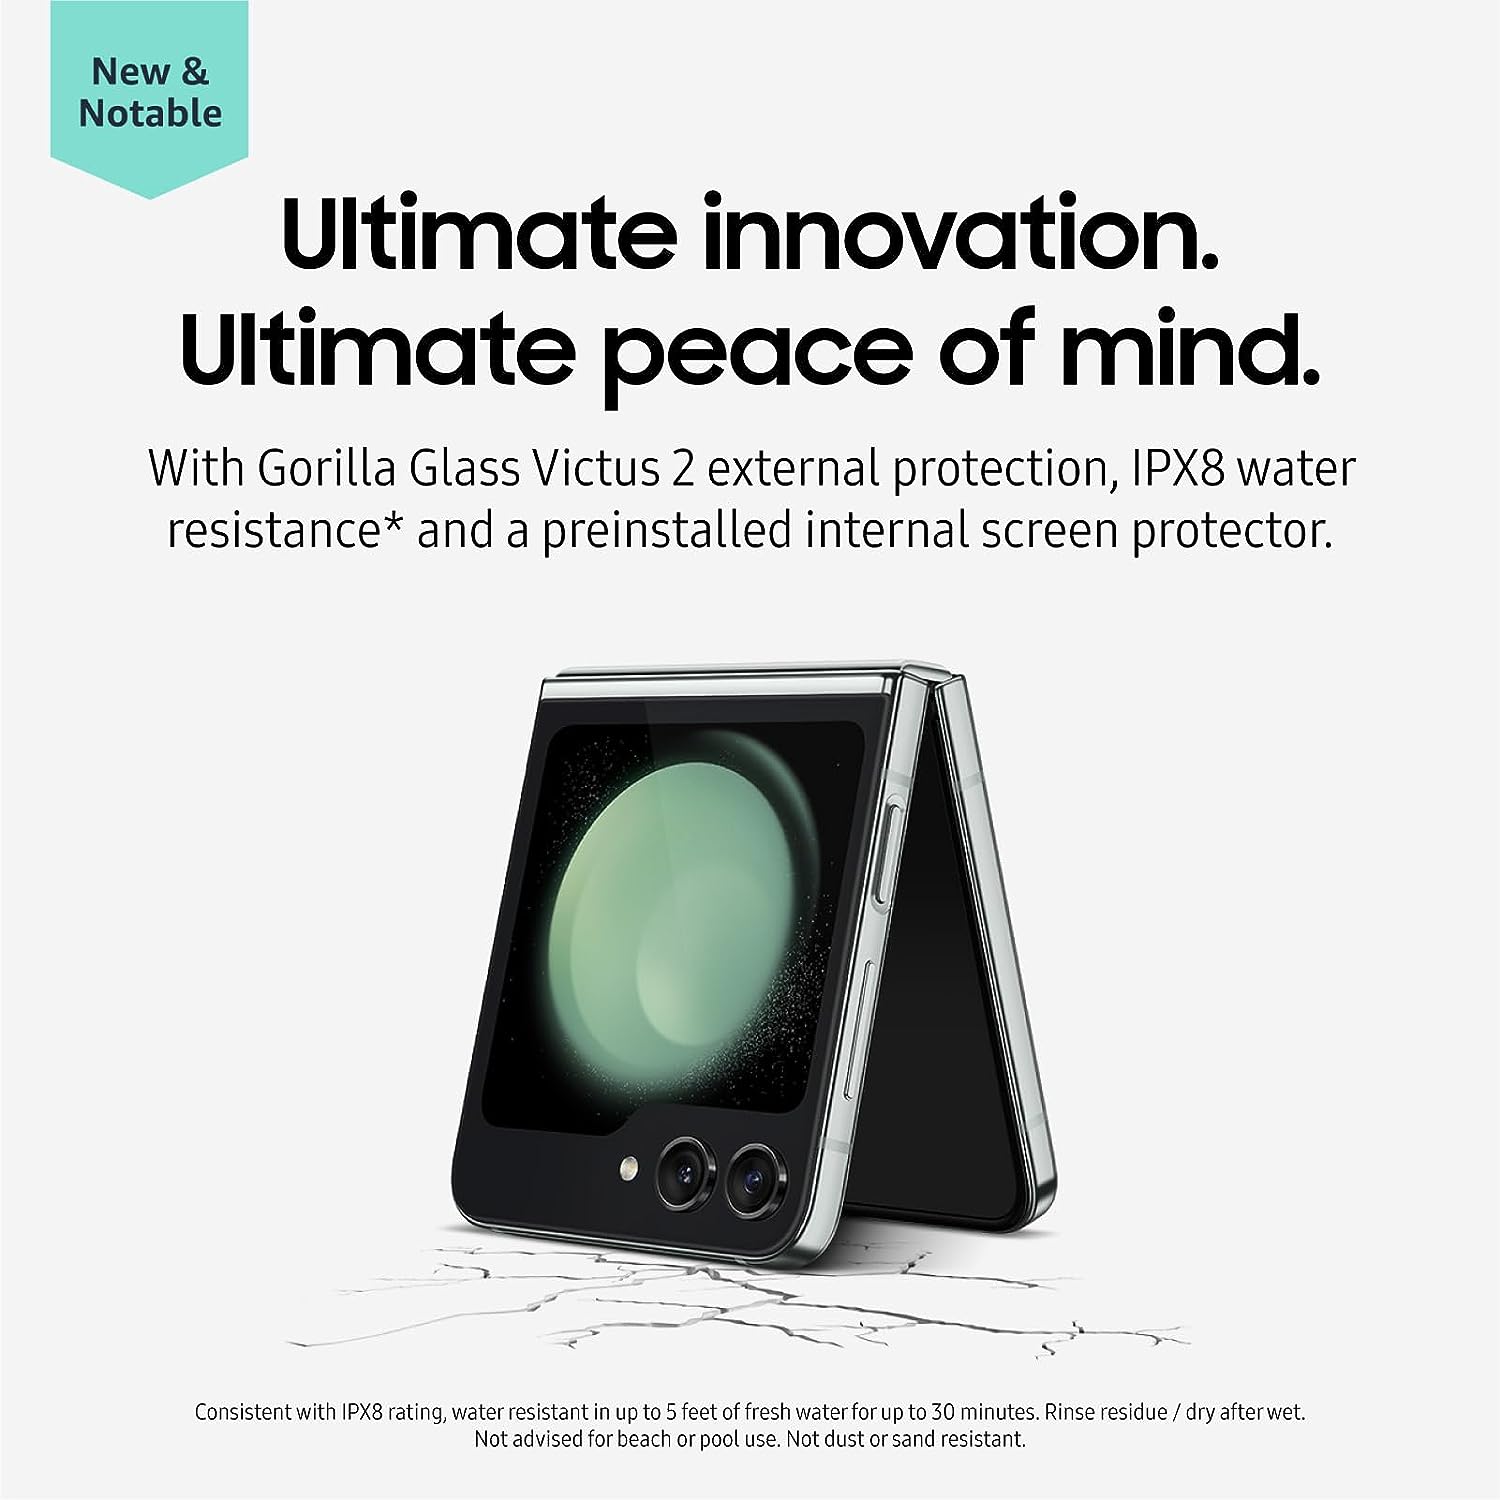 New &
Notable
Ultimate innovation.
Ultimate peace of mind.
With Gorilla Glass Victus 2 external protection, IPX8 water
resistance* and a preinstalled internal screen protector.
Consistent with IPX8 rating, water resistant in up to 5 feet of fresh water for up to 30 minutes. Rinse residue / dry after wet.
Not advised for beach or pool use. Not dust or sand resistant.